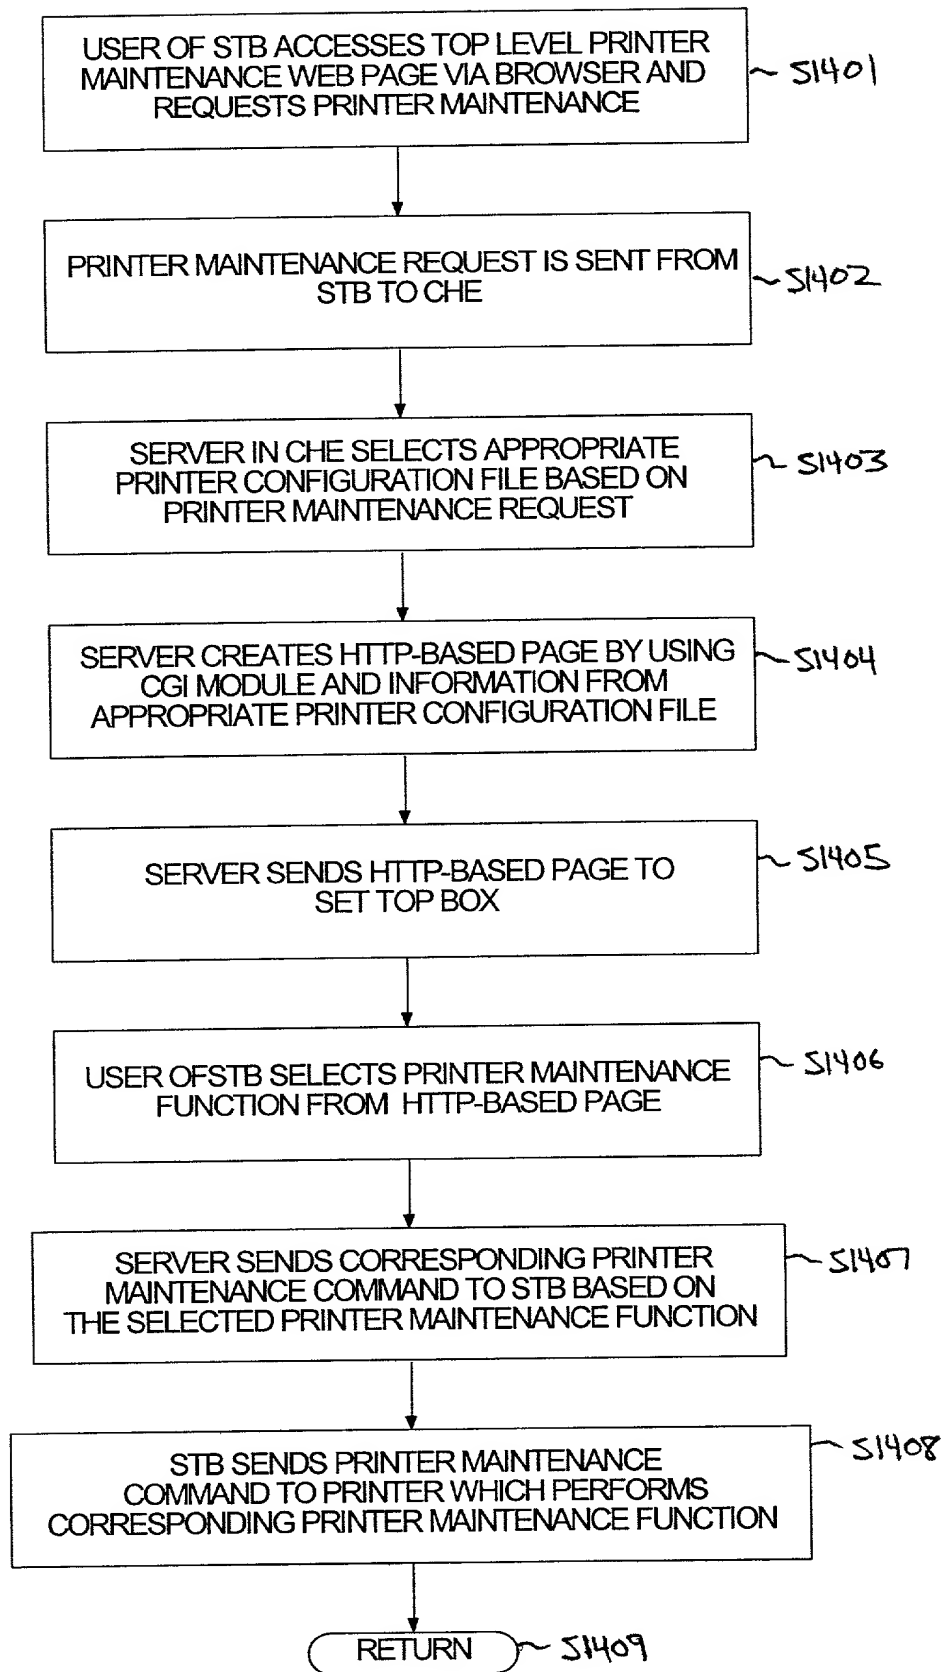 USER OF STB ACCESSES TOP LEVEL PRINTER
MAINTENANCE WEB PAGE VIA BROWSER AND
REQUESTS PRINTER MAINTENANCE
S1401
PRINTER MAINTENANCE REQUEST IS SENT FROM
STB TO CHE
S1402
SERVER IN CHE SELECTS APPROPRIATE
PRINTER CONFIGURATION FILE BASED ON
PRINTER MAINTENANCE REQUEST
S1403
SERVER CREATES HTTP-BASED PAGE BY USING
CGI MODULE AND INFORMATION FROM
APPROPRIATE PRINTER CONFIGURATION FILE
S1404
SERVER SENDS HTTP-BASED PAGE TO
SET TOP BOX
S1405
USER OFSTB SELECTS PRINTER MAINTENANCE
FUNCTION FROM HTTP-BASED PAGE
S1406
SERVER SENDS CORRESPONDING PRINTER
MAINTENANCE COMMAND TO STB BASED ON
THE SELECTED PRINTER MAINTENANCE FUNCTION
S1407
STB SENDS PRINTER MAINTENANCE
COMMAND TO PRINTER WHICH PERFORMS
CORRESPONDING PRINTER MAINTENANCE FUNCTION
S1408
RETURN
S1409